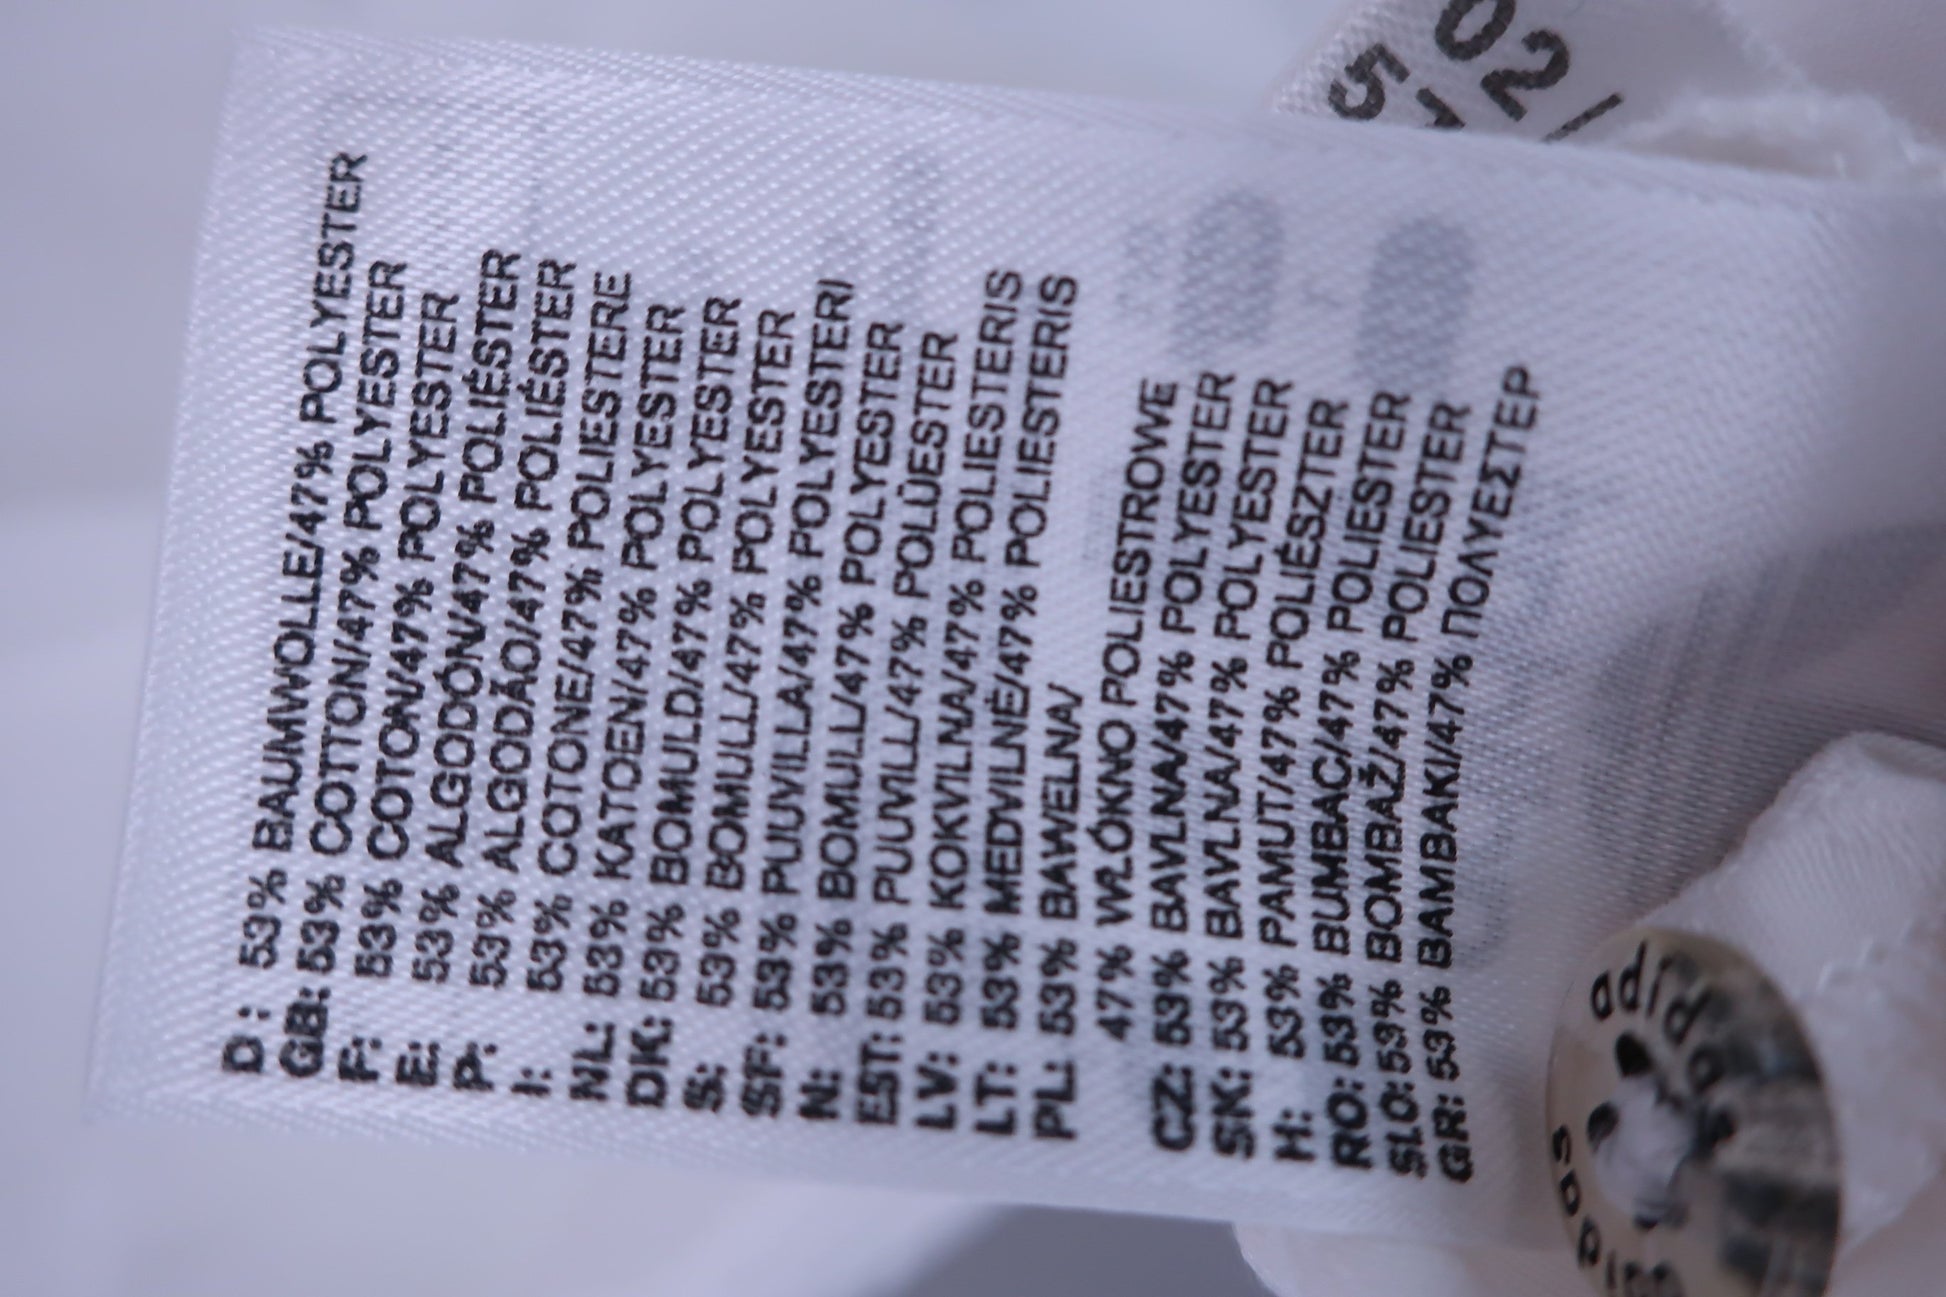 D: 53% BAUMWOLLE/47% POLYESTER
GB: 53% COTTON/47% POLYESTER
F: 53% COTON/47% POLYESTER
E: 53% ALGODÓN/47% POLIÉSTER
P: 53% ALGODÃO/47% POLIÉSTER
I: 53% COTONE/47% POLIESTERE
NL: 53% KATOEN/47% POLYESTER
DK: 53% BOMULD/47% POLYESTER
S: 53% BOMULL/47% POLYESTER
SF: 53% PUUVILLA/47% POLYESTERI
N: 53% BOMULL/47% POLYESTER
EST: 53% PUUVILL/47% POLÜESTER
LV: 53% KOKVILNA/47% POLIESTERIS
LT: 53% MEDVILNĖ/47% POLIESTERIS
PL: 53% BAWEŁNA/
47% WŁÓKNO POLIESTROWE
CZ: 53% BAVLNA/47% POLYESTER
SK: 53% BAVLNA/47% POLYESTER
H: 53% PAMUT/47% POLIÉSZTER
RO: 53% BUMBAC/47% POLIESTER
SLO: 53% BOMBAŽ/47% POLIESTER
GR: 53% BAMBAKI/47% ΠΟΛΥΕΣΤΕΡ
02/
adidas
adidas